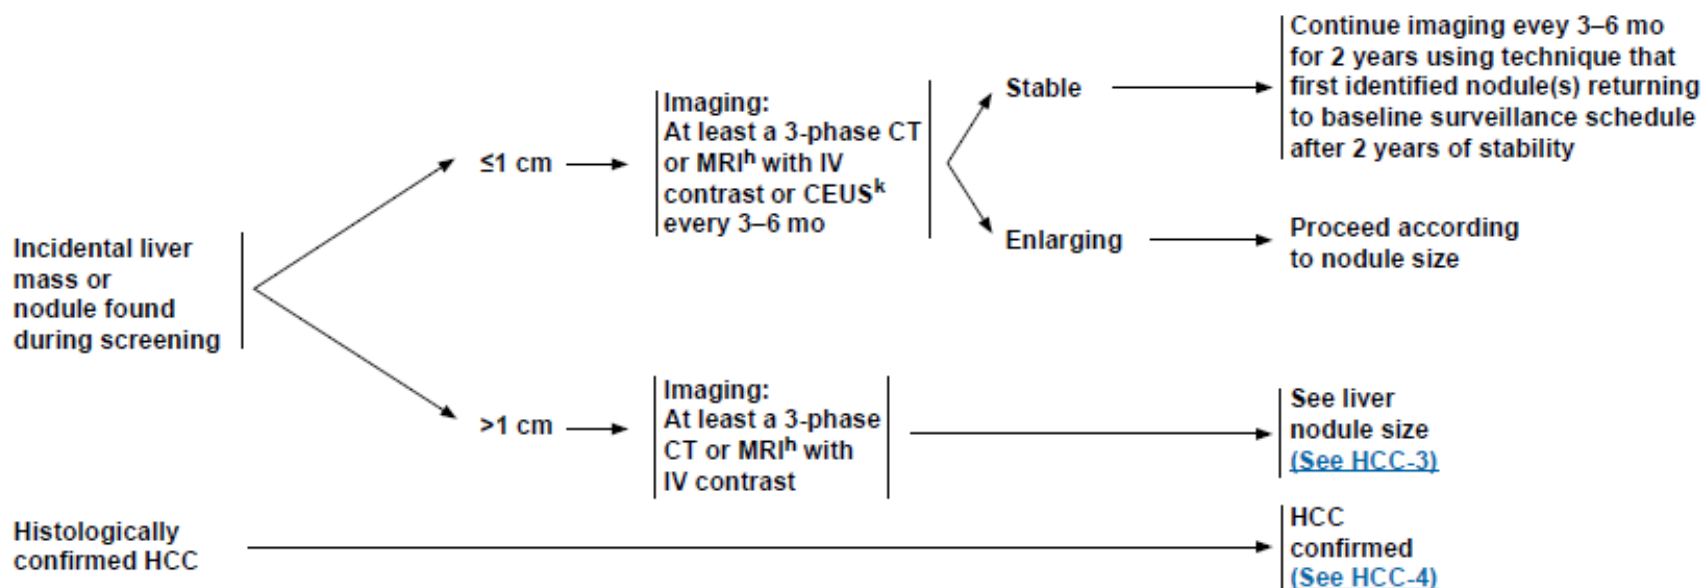 Incidental liver
mass or
nodule found
during screening
≤1 cm
Imaging:
At least a 3-phase CT
or MRIʰ with IV
contrast or CEUSᵏ
every 3–6 mo
Stable
Continue imaging evey 3–6 mo
for 2 years using technique that
first identified nodule(s) returning
to baseline surveillance schedule
after 2 years of stability
Enlarging
Proceed according
to nodule size
>1 cm
Imaging:
At least a 3-phase
CT or MRIʰ with
IV contrast
See liver
nodule size
(See HCC-3)
Histologically
confirmed HCC
HCC
confirmed
(See HCC-4)